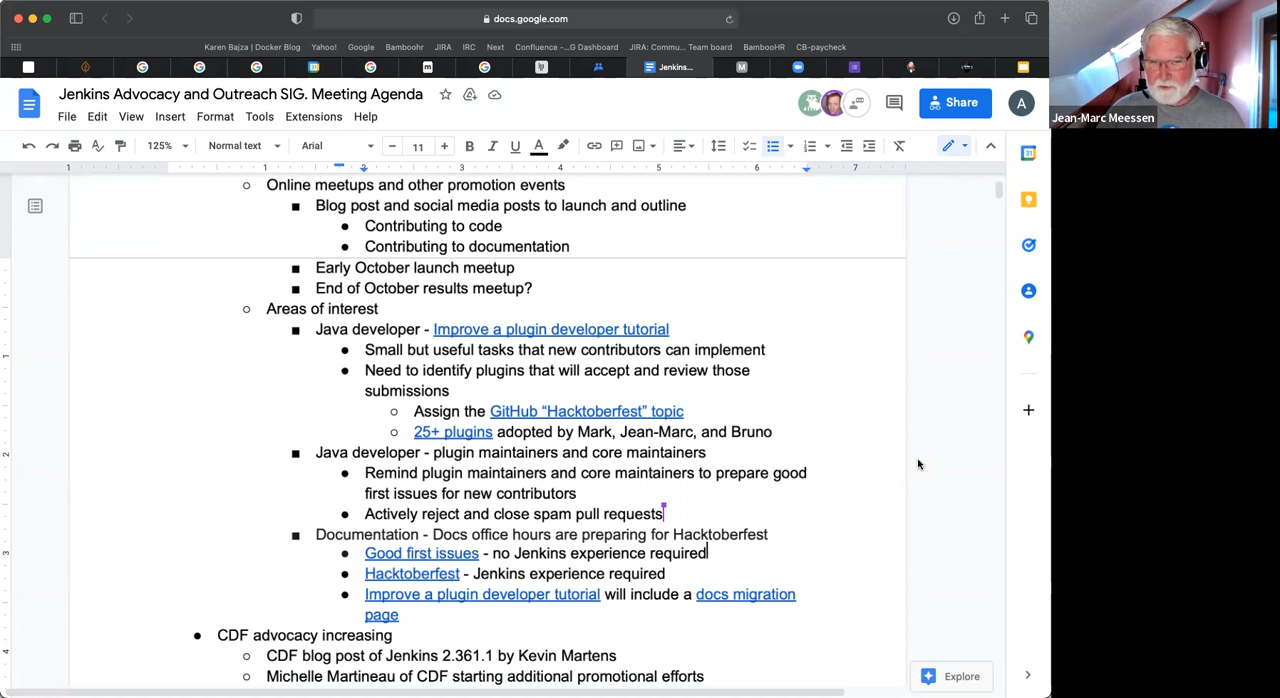 docs.google.com
Karen Bajza | Docker Blog Yahoo! Google Bamboohr JIRA IRC Next Confluence -...G Dashboard JIRA: Commu... Team board BambooHR CB-paycheck
Jenkins...
Jenkins Advocacy and Outreach SIG. Meeting Agenda
File Edit View Insert Format Tools Extensions Help
Share
A
125% Normal text Arial 11
1 1 2 3 4 5 6 7
Jean-Marc Meessen
○ Online meetups and other promotion events
■ Blog post and social media posts to launch and outline
● Contributing to code
● Contributing to documentation
■ Early October launch meetup
■ End of October results meetup?
○ Areas of interest
■ Java developer - Improve a plugin developer tutorial
● Small but useful tasks that new contributors can implement
● Need to identify plugins that will accept and review those
submissions
○ Assign the GitHub “Hacktoberfest” topic
○ 25+ plugins adopted by Mark, Jean-Marc, and Bruno
■ Java developer - plugin maintainers and core maintainers
● Remind plugin maintainers and core maintainers to prepare good
first issues for new contributors
● Actively reject and close spam pull requests
■ Documentation - Docs office hours are preparing for Hacktoberfest
● Good first issues - no Jenkins experience required
● Hacktoberfest - Jenkins experience required
● Improve a plugin developer tutorial will include a docs migration
page
● CDF advocacy increasing
○ CDF blog post of Jenkins 2.361.1 by Kevin Martens
○ Michelle Martineau of CDF starting additional promotional efforts
Explore